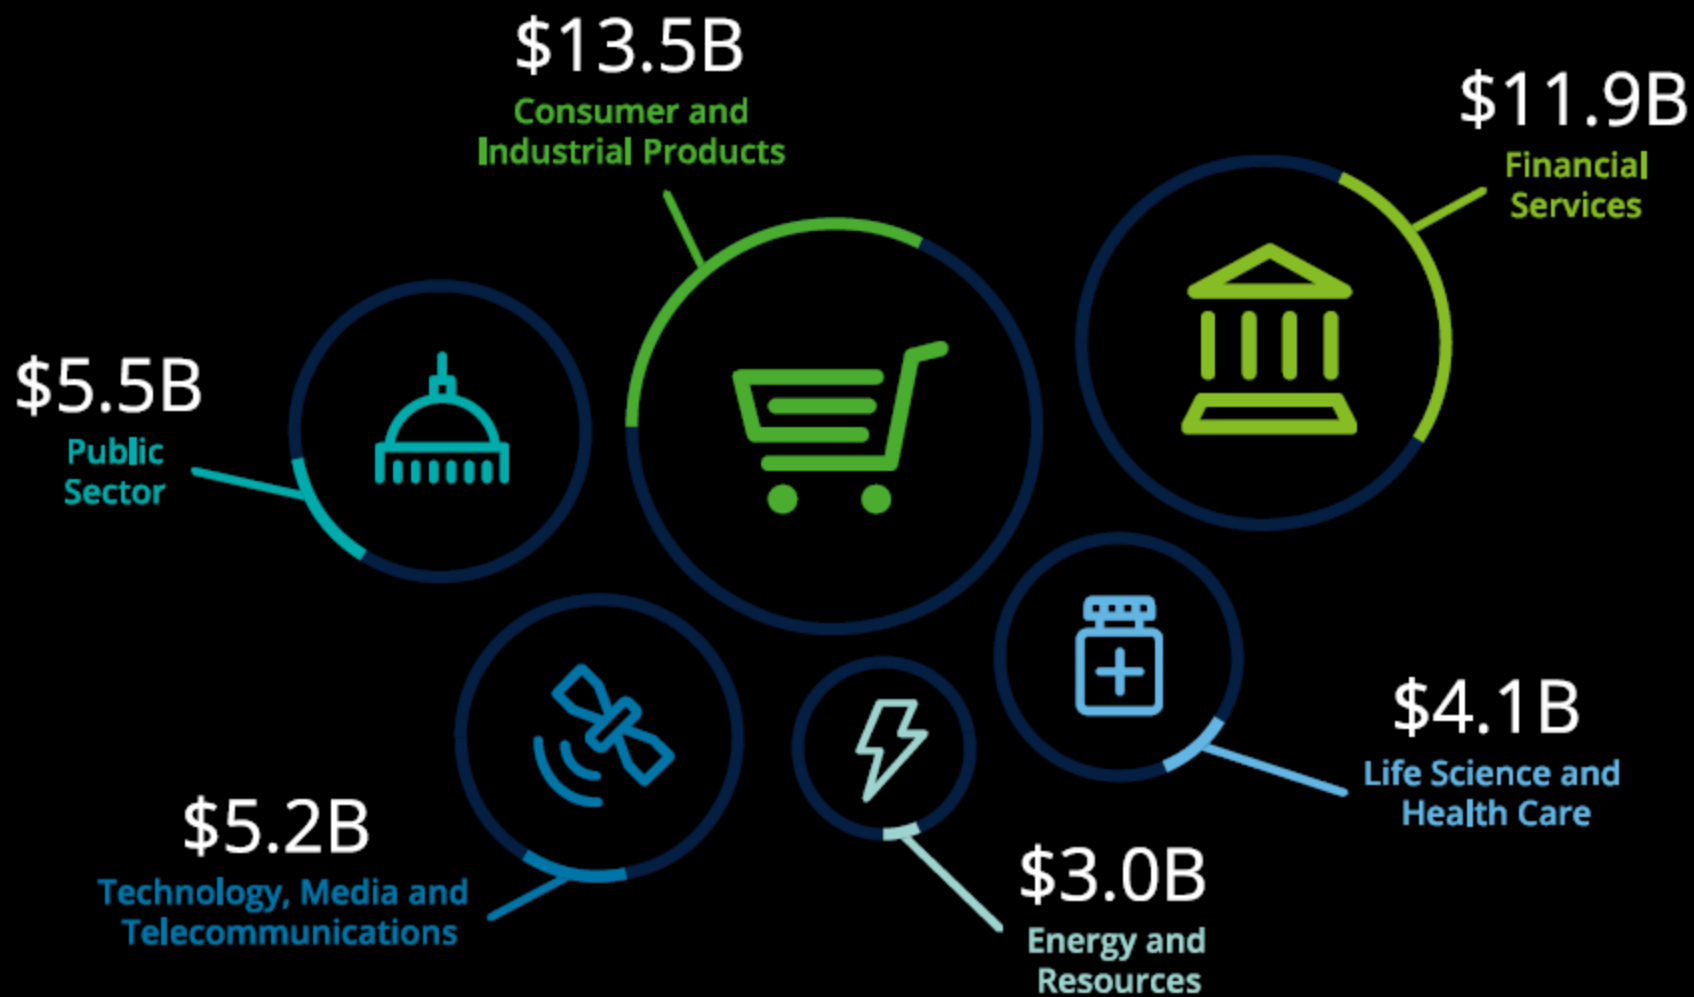 $13.5B
Consumer and
Industrial Products
$11.9B
Financial
Services
$5.5B
Public
Sector
$4.1B
Life Science and
Health Care
$5.2B
Technology, Media and
Telecommunications
$3.0B
Energy and
Resources